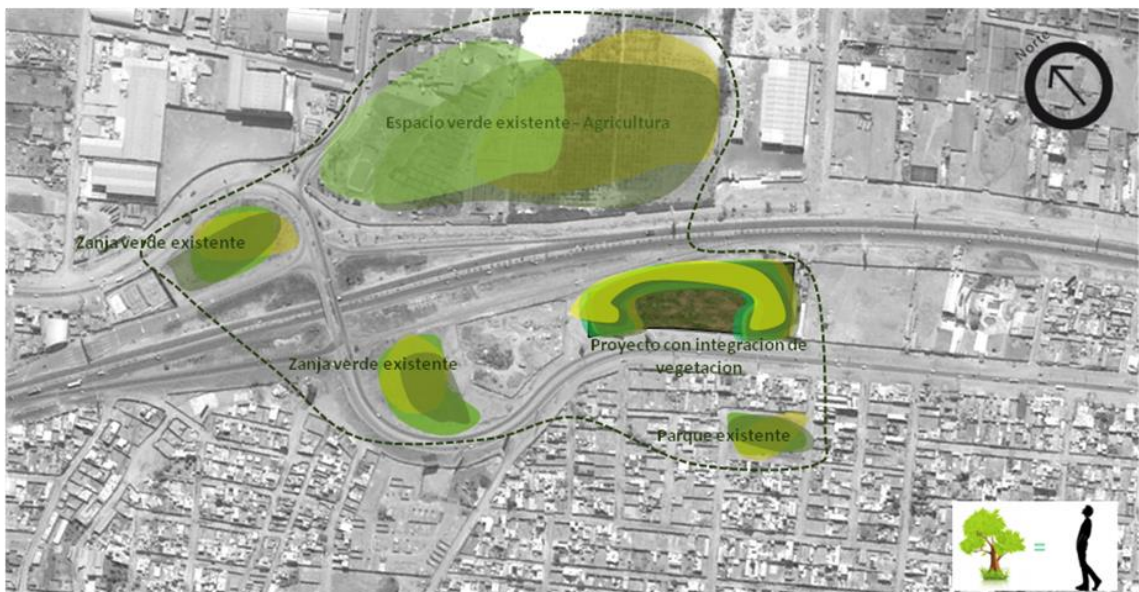 Norte
Espacio verde existente - Agricultura
Zanja verde existente
Zanja verde existente
Proyecto con integracion de
vegetacion
Parque existente
=